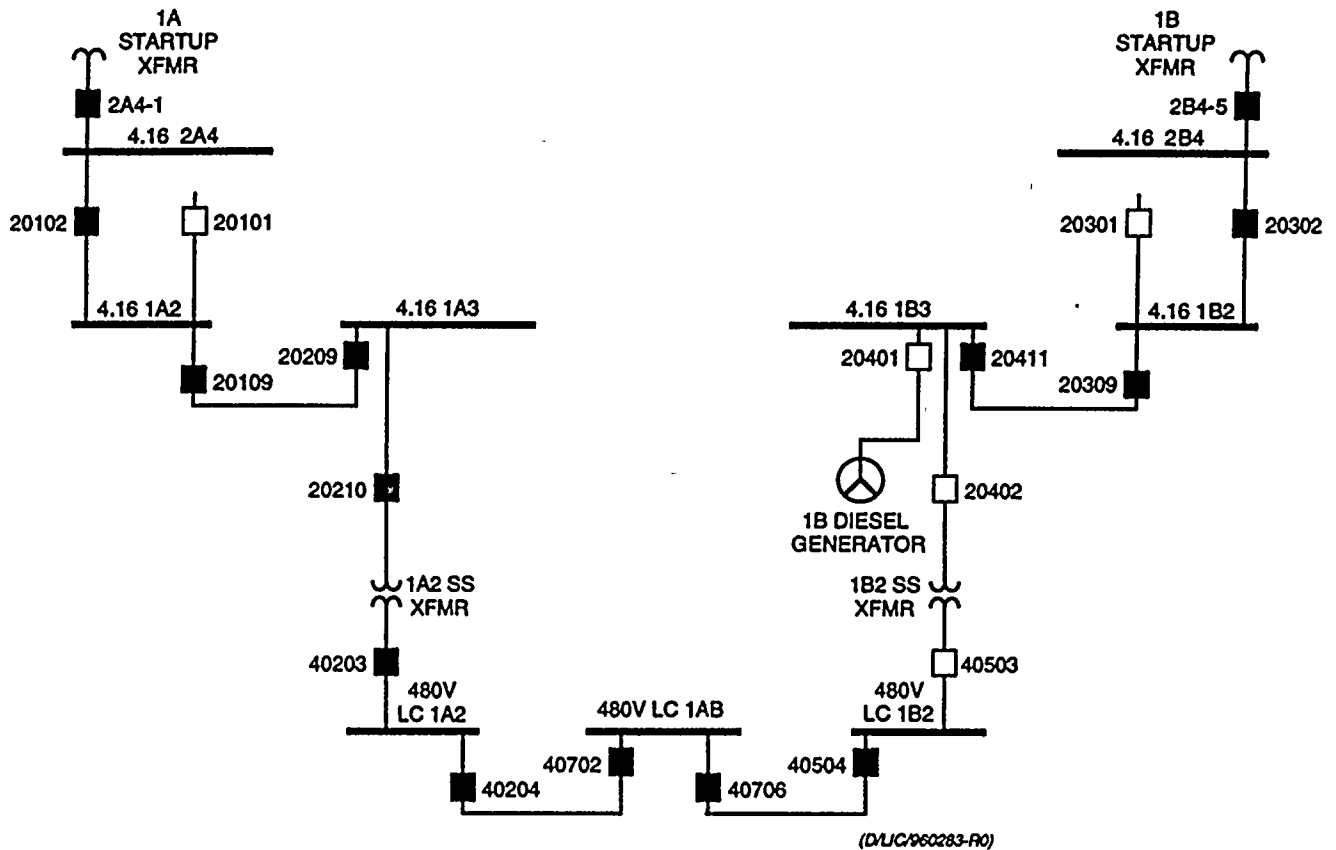 1A
STARTUP
XFMR
1B
STARTUP
XFMR
2A4-1
2B4-5
4.16 2A4
4.16 2B4
20102
20101
20301
20302
4.16 1A2
4.16 1A3
4.16 1B3
4.16 1B2
20209
20109
20401
20411
20309
20210
20402
1B DIESEL
GENERATOR
1A2 SS
XFMR
1B2 SS
XFMR
40203
40503
480V
LC 1A2
480V LC 1AB
480V
LC 1B2
40702
40504
40204
40706
(D/LIC/960283-R0)